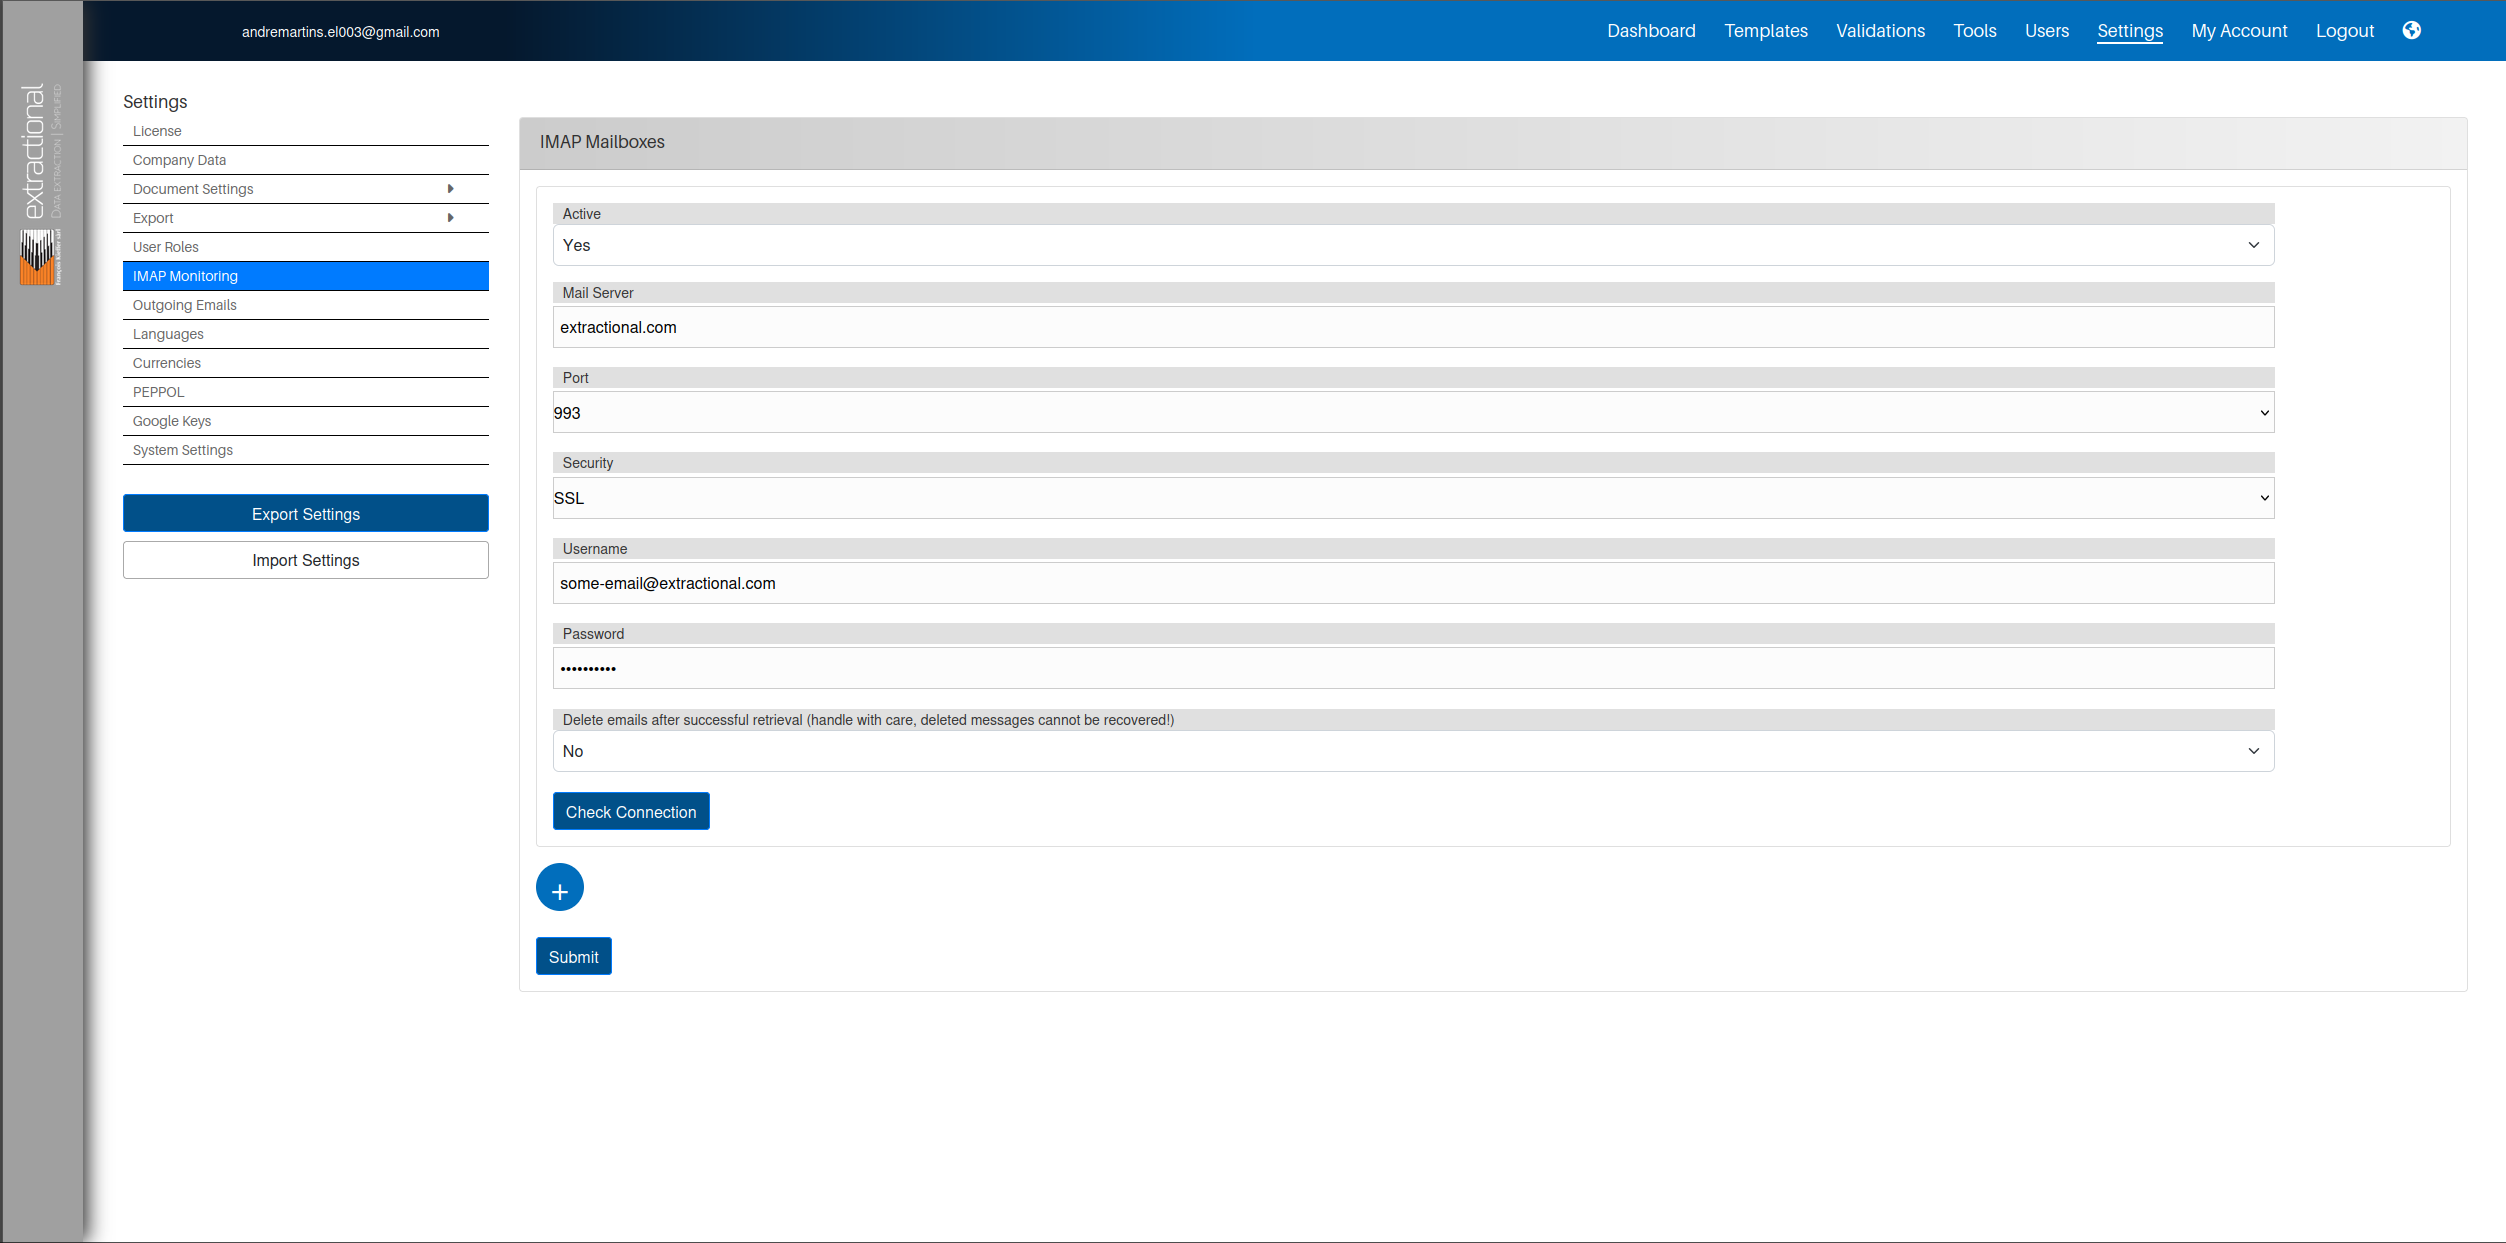 andremartins.el003@gmail.com
Dashboard Templates Validations Tools Users Settings My Account Logout
extractional
DATA EXTRACTION | SIMPLIFIED
Settings
License
Company Data
Document Settings
Export
User Roles
IMAP Monitoring
Outgoing Emails
Languages
Currencies
PEPPOL
Google Keys
System Settings
Export Settings
Import Settings
IMAP Mailboxes
Active
Yes
Mail Server
extractional.com
Port
993
Security
SSL
Username
some-email@extractional.com
Password
••••••••••
Delete emails after successful retrieval (handle with care, deleted messages cannot be recovered!)
No
Check Connection
+
Submit